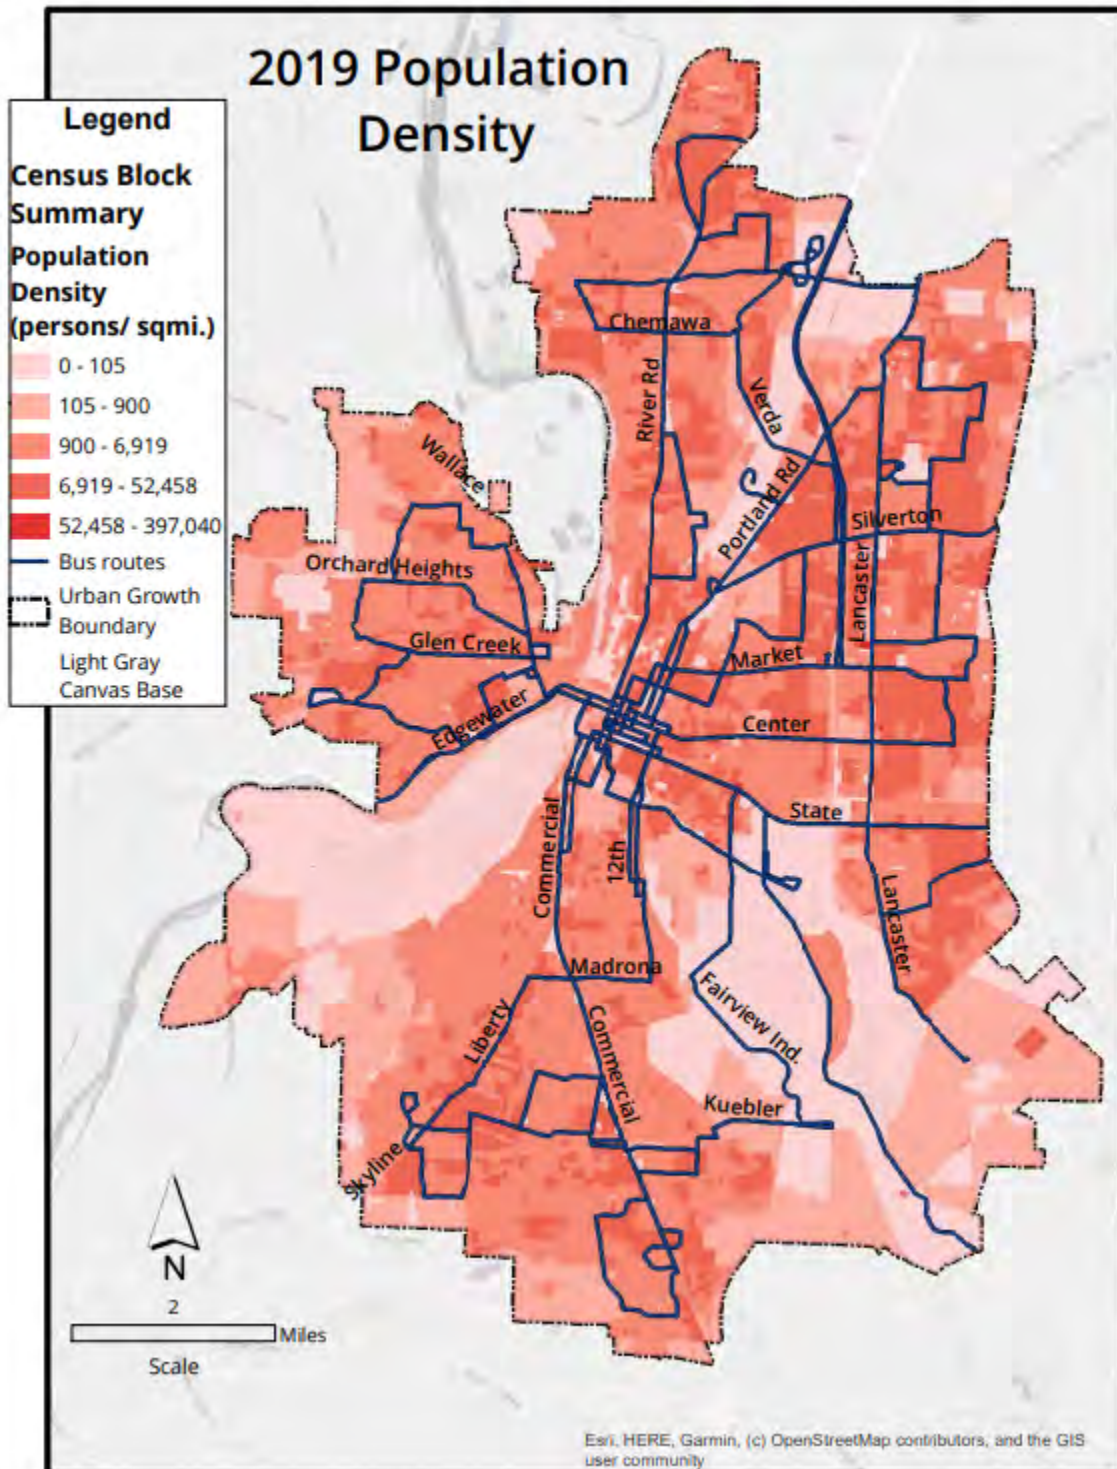 2019 Population
Density
Legend
Census Block
Summary
Population
Density
(persons/ sqmi.)
0 - 105
105 - 900
900 - 6,919
6,919 - 52,458
52,458 - 397,040
Bus routes
Urban Growth
Boundary
Light Gray
Canvas Base
Chemawa
River Rd
Verda
Wallace
Portland Rd
Silverton
Orchard Heights
Lancaster
Glen Creek
Market
Edgewater
Center
State
Commercial
12th
Lancaster
Madrona
Fairview Ind.
Liberty
Commercial
Kuebler
Skyline
N
2
Miles
Scale
Esri, HERE, Garmin, (c) OpenStreetMap contributors, and the GIS
user community